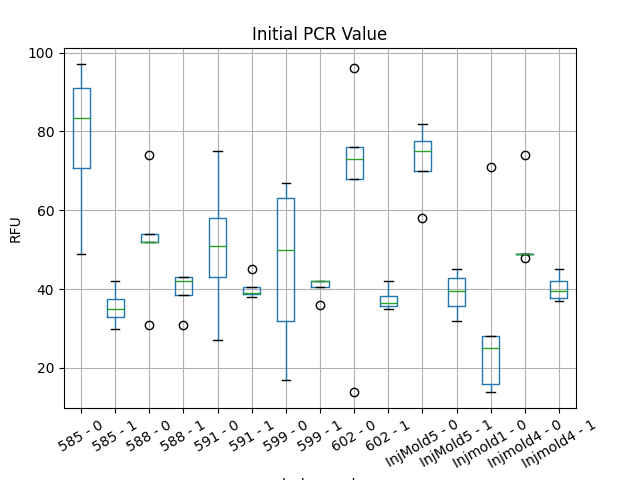 Initial PCR Value
RFU
100
80
60
40
20
585 - 0
585 - 1
588 - 0
588 - 1
591 - 0
591 - 1
599 - 0
599 - 1
602 - 0
602 - 1
InjMold5 - 0
InjMold5 - 1
Injmold1 - 0
Injmold4 - 0
Injmold4 - 1